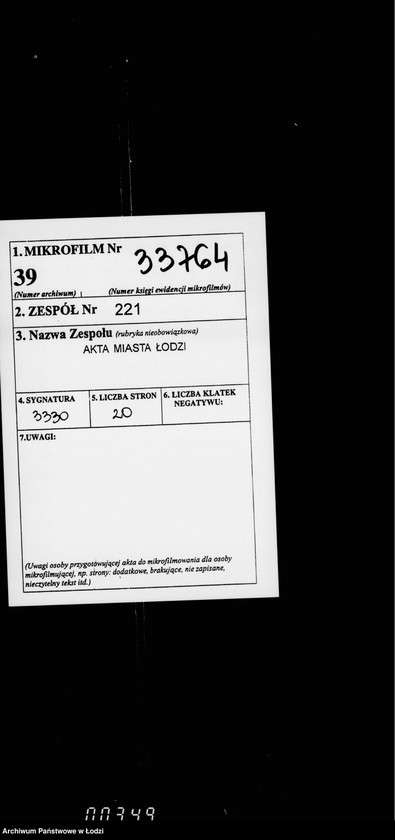 1. MIKROFILM Nr 33764
39
(Numer archiwum) (Numer księgi ewidencji mikrofilmów)
2. ZESPÓŁ Nr 221
3. Nazwa Zespołu (rubryka nieobowiązkowa)
AKTA MIASTA ŁODZI
4. SYGNATURA 5. LICZBA STRON 6. LICZBA KLATEK
NEGATYWU:
3330 20
7.UWAGI:
(Uwagi osoby przygotowującej akta do mikrofilmowania dla osoby
mikrofilmującej, np. strony: dodatkowe, brakujące, nie zapisane,
nieczytelny tekst itd.)
Archiwum Państwowe w Łodzi